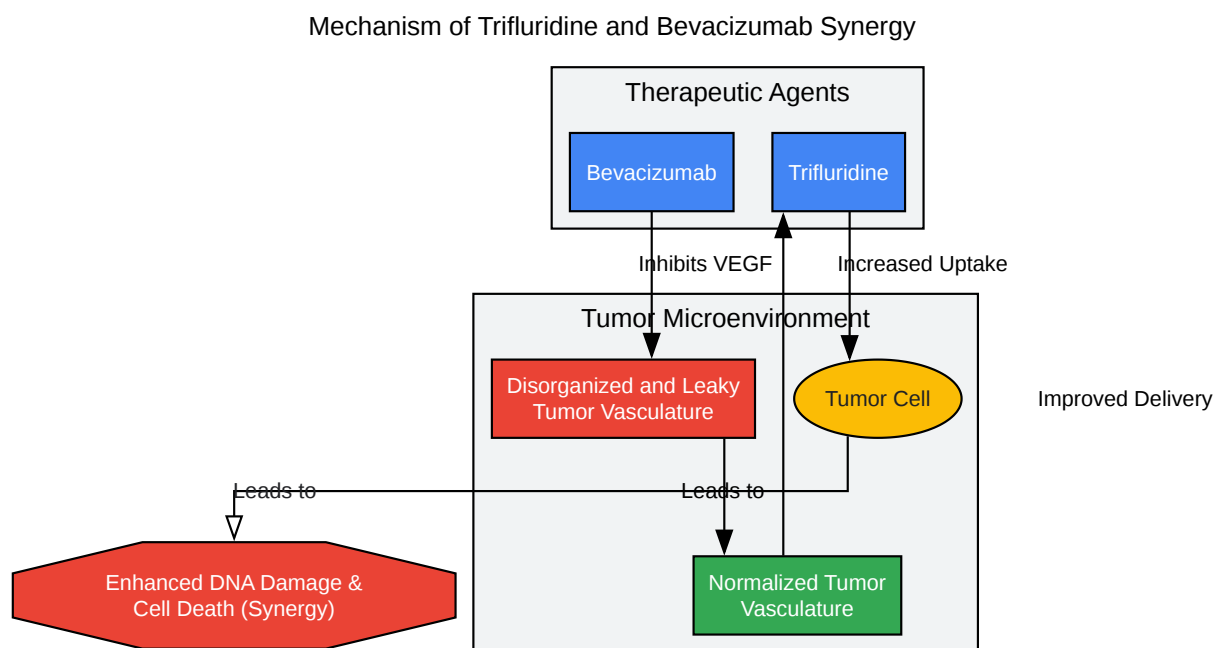 Mechanism of Trifluridine and Bevacizumab Synergy
Therapeutic Agents
Bevacizumab
Trifluridine
Inhibits VEGF
Increased Uptake
Tumor Microenvironment
Disorganized and Leaky
Tumor Vasculature
Tumor Cell
Improved Delivery
Leads to
Leads to
Enhanced DNA Damage &
Cell Death (Synergy)
Normalized Tumor
Vasculature